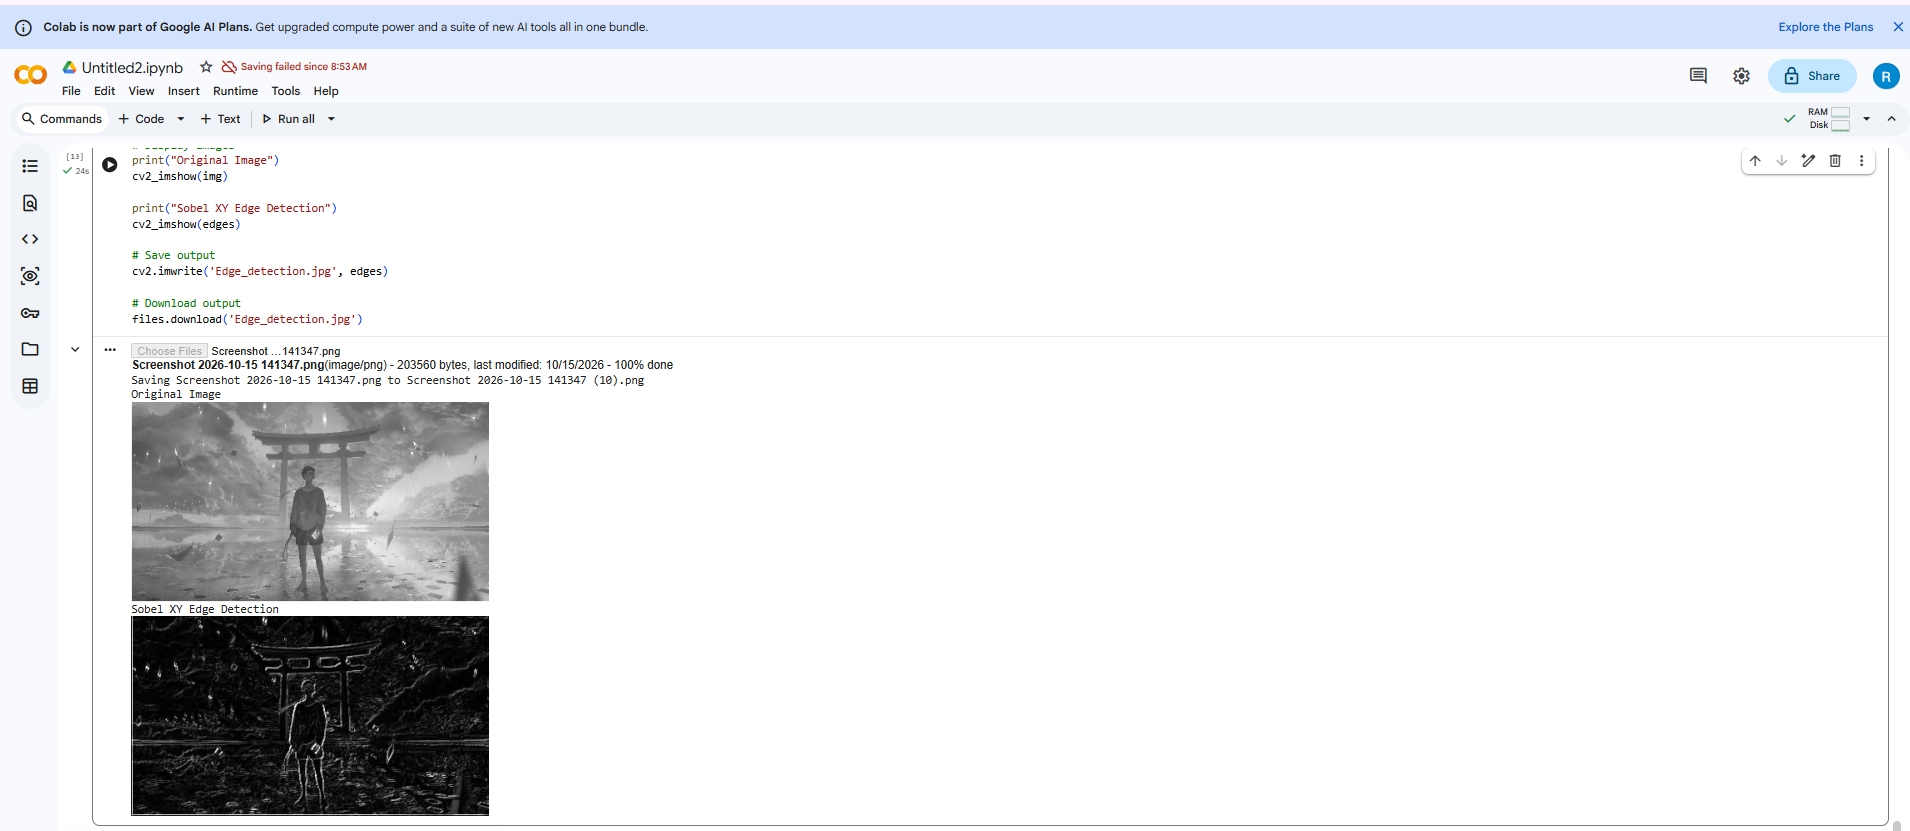 Colab is now part of Google AI Plans. Get upgraded compute power and a suite of new AI tools all in one bundle.
Explore the Plans
Untitled2.ipynb
Saving failed since 8:53 AM
File Edit View Insert Runtime Tools Help
Share
R
Commands + Code + Text Run all
RAM
Disk
[13]
24s
# Display images
print("Original Image")
cv2_imshow(img)
print("Sobel XY Edge Detection")
cv2_imshow(edges)
# Save output
cv2.imwrite('Edge_detection.jpg', edges)
# Download output
files.download('Edge_detection.jpg')
Choose Files Screenshot ...141347.png
Screenshot 2026-10-15 141347.png(image/png) - 203560 bytes, last modified: 10/15/2026 - 100% done
Saving Screenshot 2026-10-15 141347.png to Screenshot 2026-10-15 141347 (10).png
Original Image
Sobel XY Edge Detection